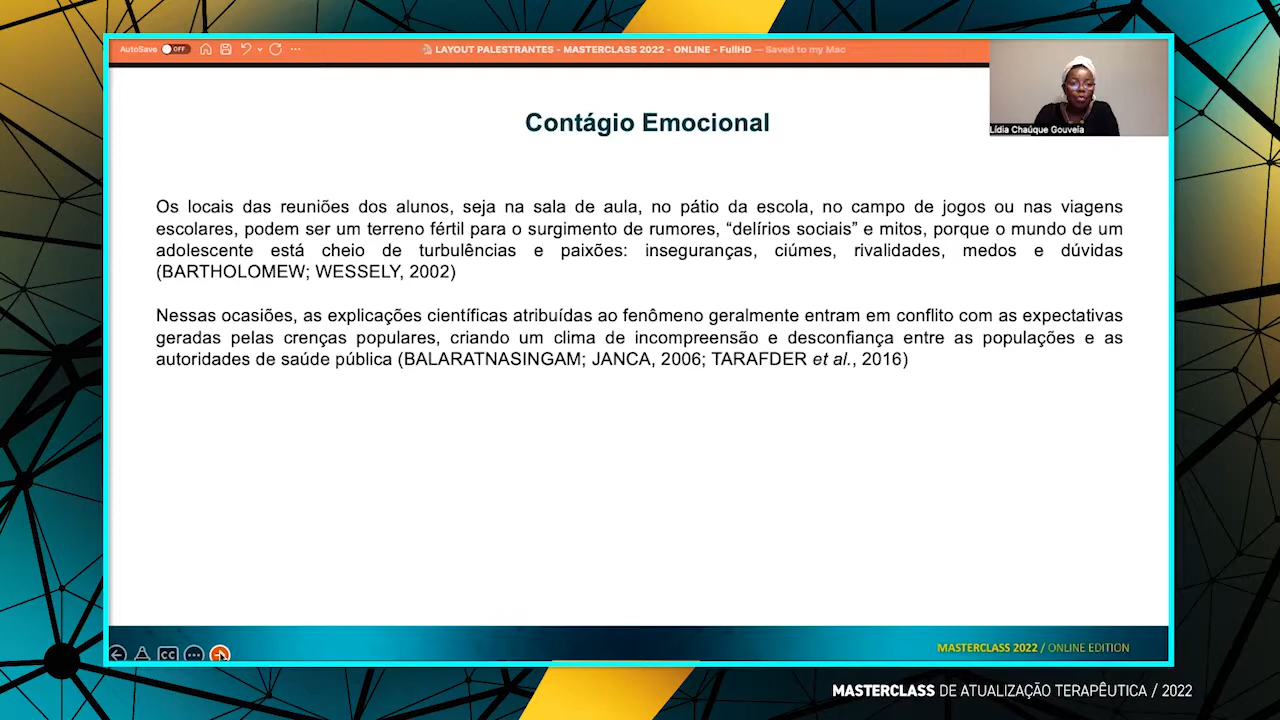 AutoSave OFF
LAYOUT PALESTRANTES - MASTERCLASS 2022 - ONLINE - FullHD — Saved to my Mac
Lídia Chaúque Gouveia
Contágio Emocional
Os locais das reuniões dos alunos, seja na sala de aula, no pátio da escola, no campo de jogos ou nas viagens
escolares, podem ser um terreno fértil para o surgimento de rumores, “delírios sociais” e mitos, porque o mundo de um
adolescente está cheio de turbulências e paixões: inseguranças, ciúmes, rivalidades, medos e dúvidas
(BARTHOLOMEW; WESSELY, 2002)
Nessas ocasiões, as explicações científicas atribuídas ao fenômeno geralmente entram em conflito com as expectativas
geradas pelas crenças populares, criando um clima de incompreensão e desconfiança entre as populações e as
autoridades de saúde pública (BALARATNASINGAM; JANCA, 2006; TARAFDER et al., 2016)
CC
MASTERCLASS 2022 / ONLINE EDITION
MASTERCLASS DE ATUALIZAÇÃO TERAPÊUTICA / 2022